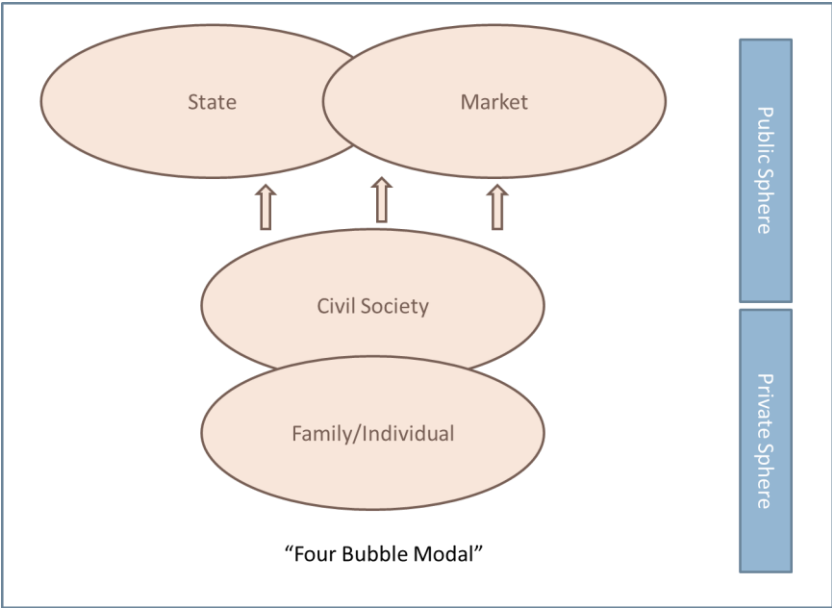 State
Market
Public Sphere
Civil Society
Family/Individual
Private Sphere
“Four Bubble Modal”